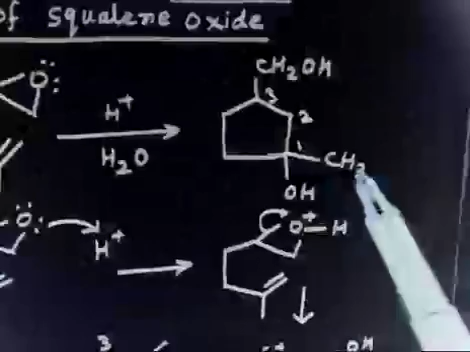 of Squalene oxide
CH2OH
Ö:
3
H+
2
H2O
1
CH3
OH
Ö:
H+
O+—H
3
OH